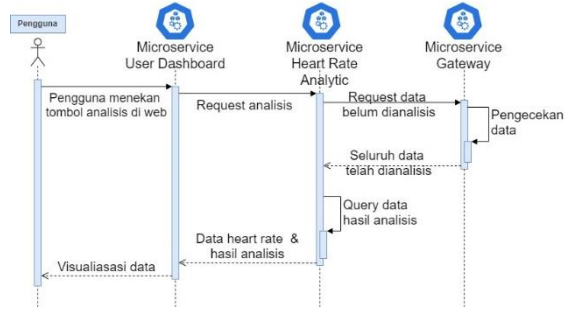 Pengguna
Microservice
User Dashboard
Microservice
Heart Rate
Analytic
Microservice
Gateway
Pengguna menekan
tombol analisis di web
Request analisis
Request data
belum dianalisis
Pengecekan
data
Seluruh data
telah dianalisis
Query data
hasil analisis
Data heart rate &
hasil analisis
Visualiasasi data